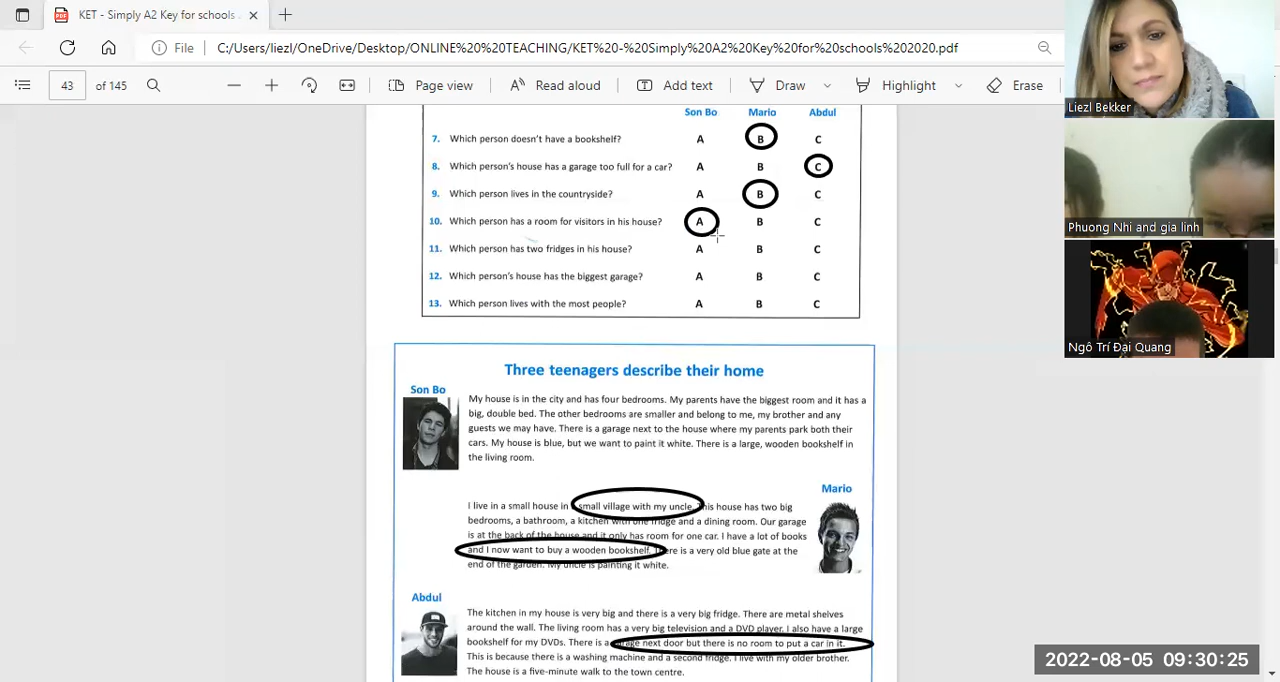 KET - Simply A2 Key for schools
File C:/Users/liezl/OneDrive/Desktop/ONLINE%20%20TEACHING/KET%20-%20Simply%20A2%20Key%20for%20schools%202020.pdf
43 of 145 Page view Read aloud Add text Draw Highlight Erase
Liezl Bekker
Phuong Nhi and gia linh
Ngô Trí Đại Quang
Son Bo Mario Abdul
7. Which person doesn't have a bookshelf? A B C
8. Which person's house has a garage too full for a car? A B C
9. Which person lives in the countryside? A B C
10. Which person has a room for visitors in his house? A B C
11. Which person has two fridges in his house? A B C
12. Which person's house has the biggest garage? A B C
13. Which person lives with the most people? A B C
Three teenagers describe their home
Son Bo
My house is in the city and has four bedrooms. My parents have the biggest room and it has a
big, double bed. The other bedrooms are smaller and belong to me, my brother and any
guests we may have. There is a garage next to the house where my parents park both their
cars. My house is blue, but we want to paint it white. There is a large, wooden bookshelf in
the living room.
Mario
I live in a small house in small village with my uncle. This house has two big
bedrooms, a bathroom, a kitchen with one fridge and a dining room. Our garage
is at the back of the house and it only has room for one car. I have a lot of books
and I now want to buy a wooden bookshelf. There is a very old blue gate at the
end of the garden. My uncle is painting it white.
Abdul
The kitchen in my house is very big and there is a very big fridge. There are metal shelves
around the wall. The living room has a very big television and a DVD player. I also have a large
bookshelf for my DVDs. There is a garage next door but there is no room to put a car in it.
This is because there is a washing machine and a second fridge. I live with my older brother.
The house is a five-minute walk to the town centre.
2022-08-05 09:30:25